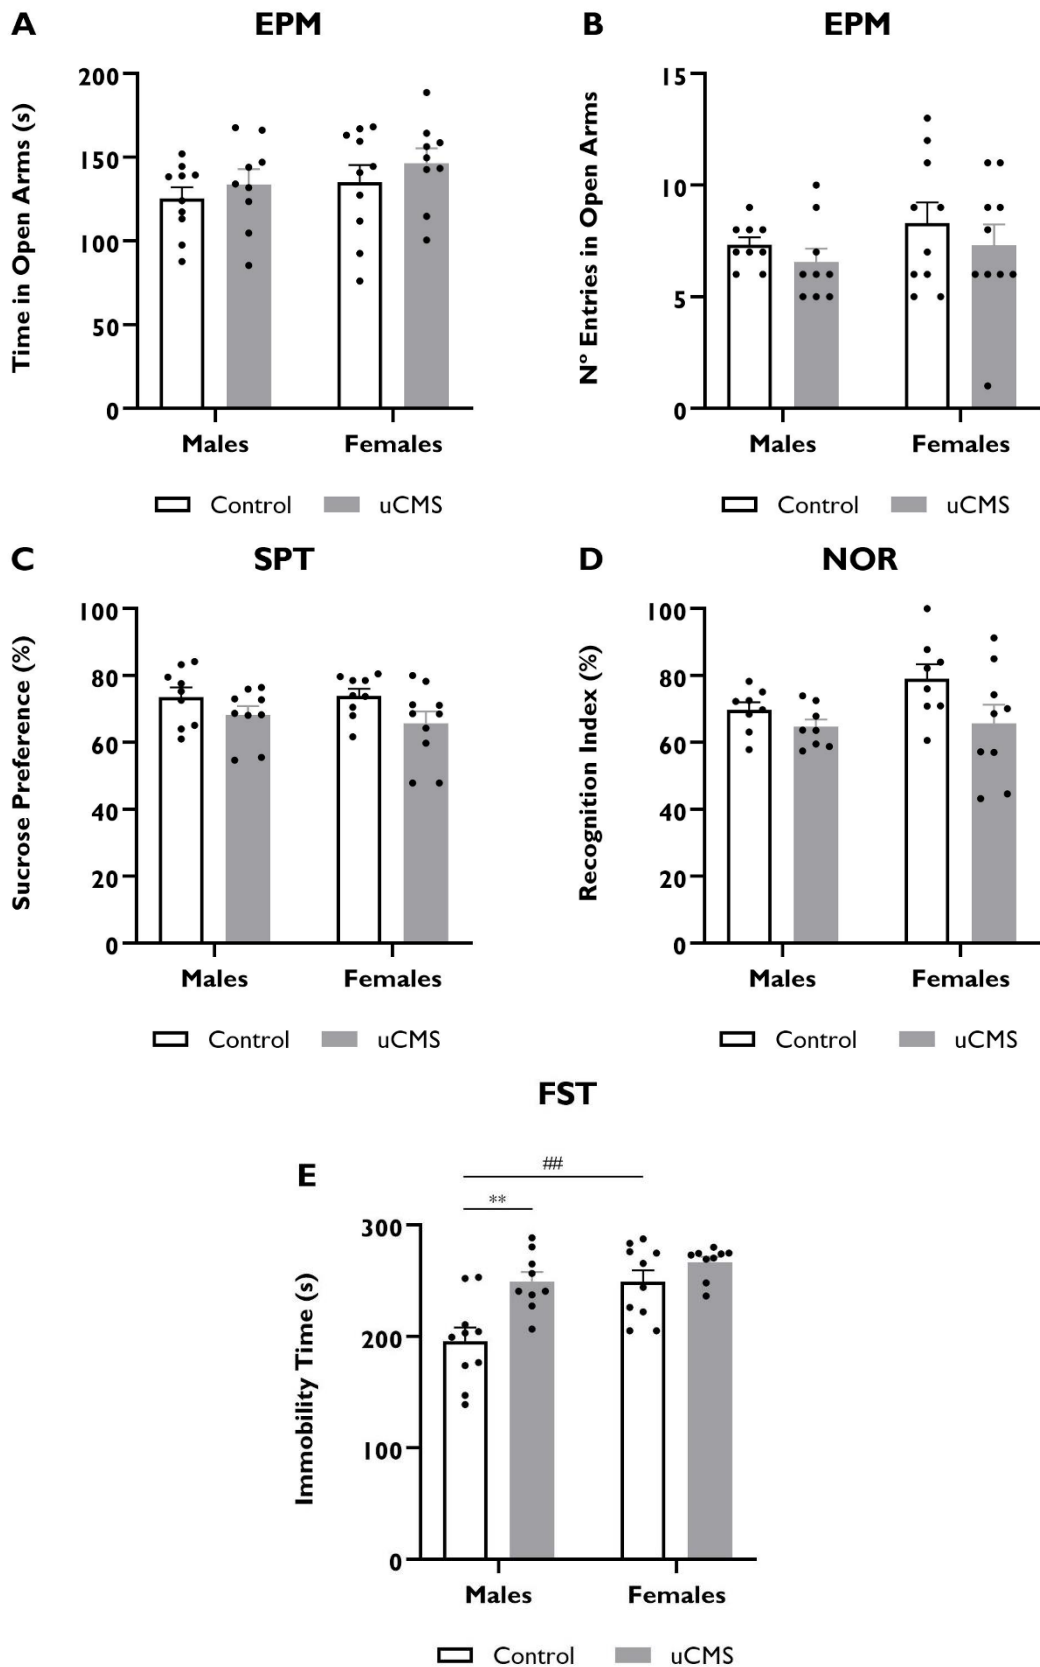 A EPM
Time in Open Arms (s)
200
150
100
50
0
Males Females
Control uCMS
B EPM
Nº Entries in Open Arms
15
10
5
0
Males Females
Control uCMS
C SPT
Sucrose Preference (%)
100
80
60
40
20
0
Males Females
Control uCMS
D NOR
Recognition Index (%)
100
80
60
40
20
0
Males Females
Control uCMS
FST
E
##
**
Immobility Time (s)
300
200
100
0
Males Females
Control uCMS